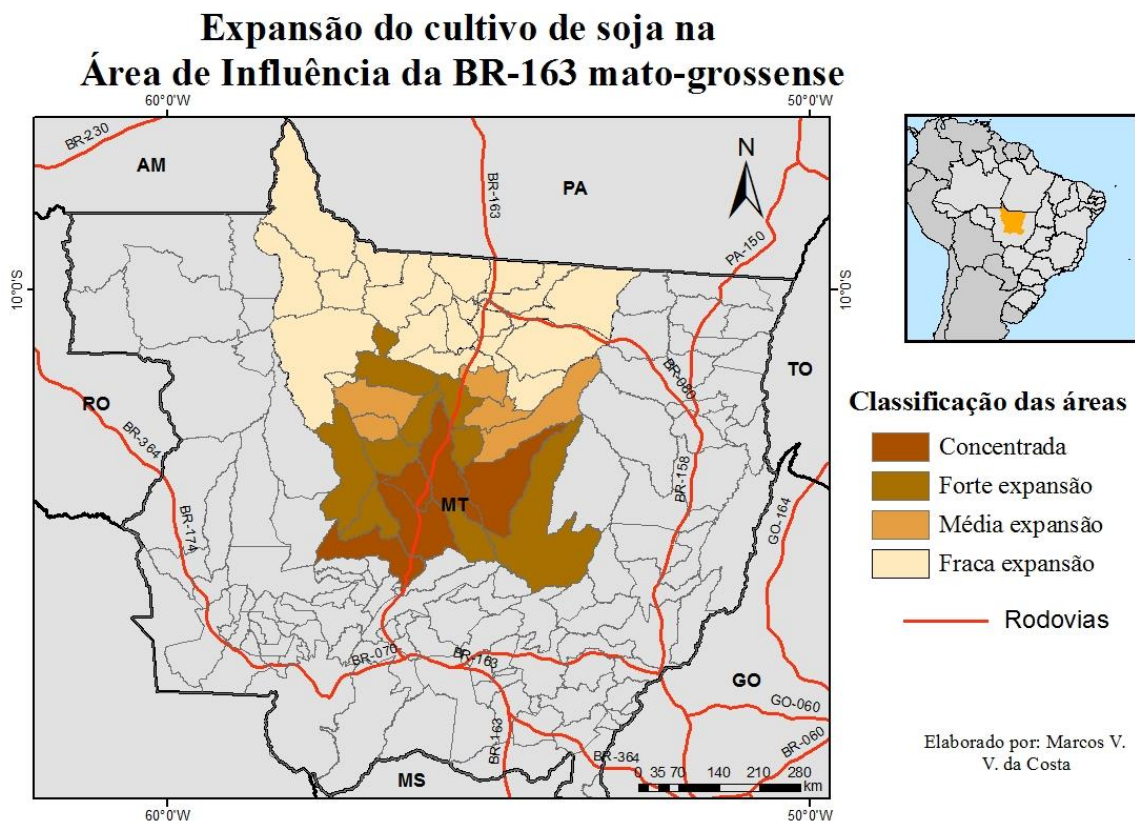 Expansão do cultivo de soja na
Área de Influência da BR-163 mato-grossense
60°0'W
50°0'W
BR-230
AM
BR-163
PA
N
PA-150
10°0'S
10°0'S
BR-080
TO
RO
BR-364
BR-158
MT
GO-164
BR-174
BR-070
BR-163
GO
GO-060
BR-163
BR-364
BR-060
MS
0 35 70 140 210 280
km
60°0'W
50°0'W
Classificação das áreas
Concentrada
Forte expansão
Média expansão
Fraca expansão
Rodovias
Elaborado por: Marcos V.
V. da Costa